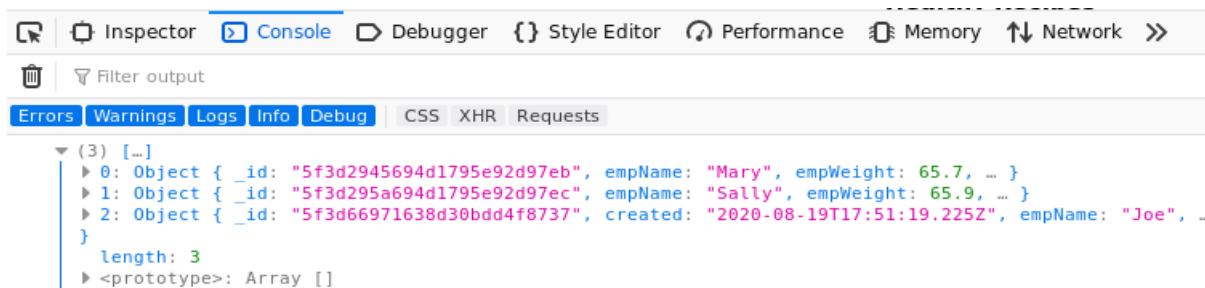 Inspector Console Debugger {} Style Editor Performance Memory Network
Filter output
Errors Warnings Logs Info Debug CSS XHR Requests
(3) […]
0: Object { _id: "5f3d2945694d1795e92d97eb", empName: "Mary", empWeight: 65.7, … }
1: Object { _id: "5f3d295a694d1795e92d97ec", empName: "Sally", empWeight: 65.9, … }
2: Object { _id: "5f3d66971638d30bdd4f8737", created: "2020-08-19T17:51:19.225Z", empName: "Joe", …
}
length: 3
<prototype>: Array []